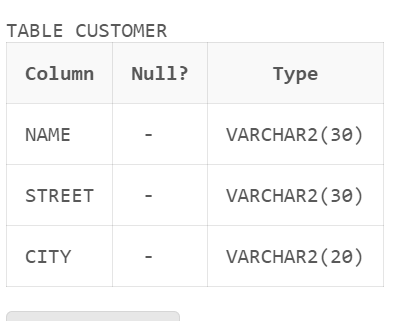 TABLE CUSTOMER
Column Null? Type
NAME - VARCHAR2(30)
STREET - VARCHAR2(30)
CITY - VARCHAR2(20)